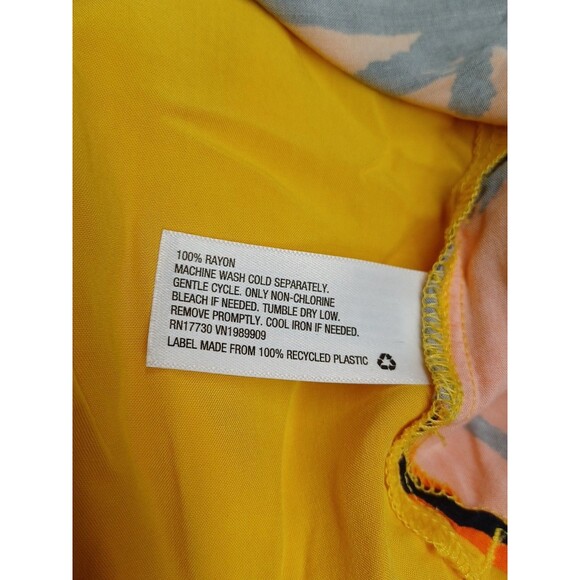 100% RAYON
MACHINE WASH COLD SEPARATELY.
GENTLE CYCLE. ONLY NON-CHLORINE
BLEACH IF NEEDED. TUMBLE DRY LOW.
REMOVE PROMPTLY. COOL IRON IF NEEDED.
RN17730 VN1989909
LABEL MADE FROM 100% RECYCLED PLASTIC